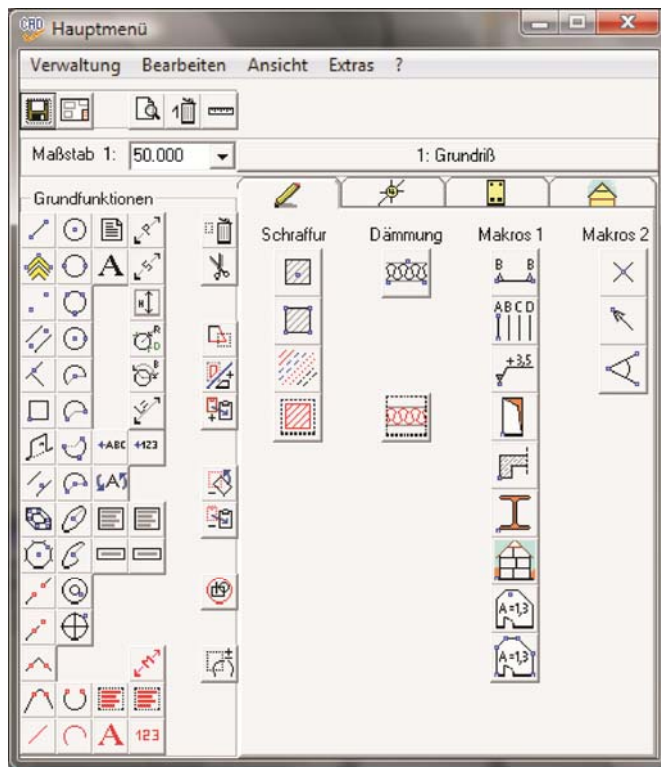 CAD Hauptmenü
Verwaltung Bearbeiten Ansicht Extras ?
1
Maßstab 1: 50.000 1: Grundriß
Grundfunktionen
Schraffur Dämmung Makros 1 Makros 2
A
B B
H
A B C D
R
D
B
+3,5
+ABC +123
A
A=1,3
M
A=1,3
A 123